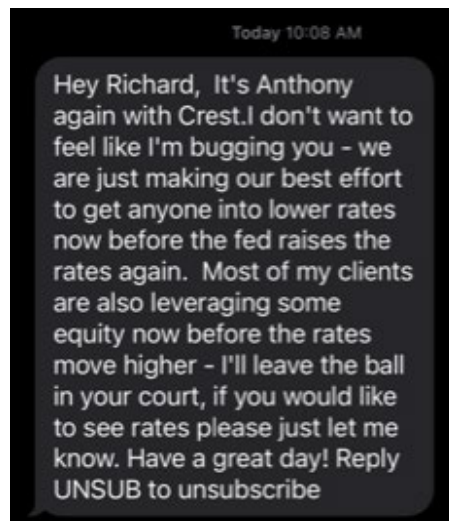 Today 10:08 AM
Hey Richard,  It's Anthony
again with Crest.I don't want to
feel like I'm bugging you - we
are just making our best effort
to get anyone into lower rates
now before the fed raises the
rates again.  Most of my clients
are also leveraging some
equity now before the rates
move higher - I'll leave the ball
in your court, if you would like
to see rates please just let me
know. Have a great day! Reply
UNSUB to unsubscribe